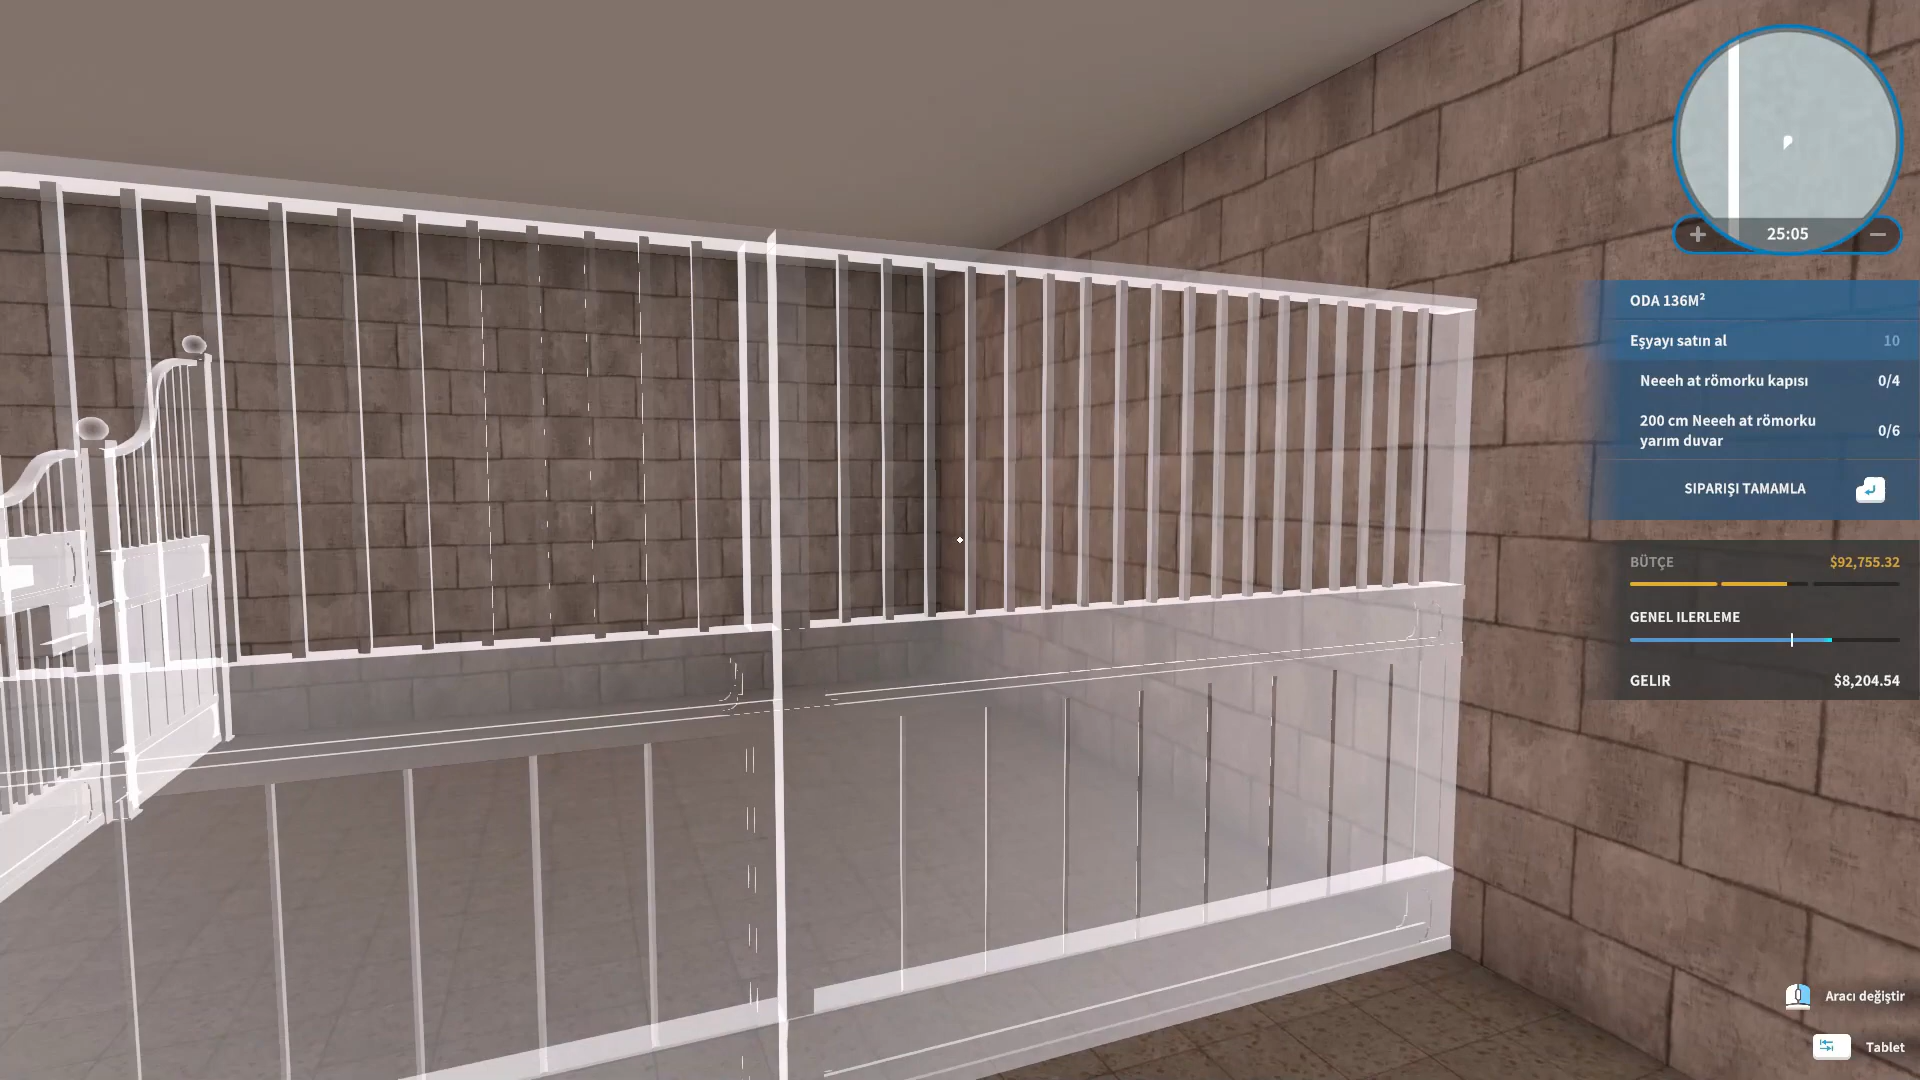 25:05
ODA 136M²
Eşyayı satın al 10
Neeeh at römorku kapısı 0/4
200 cm Neeeh at römorku
yarım duvar 0/6
SIPARIŞI TAMAMLA
BÜTÇE $92,755.32
GENEL ILERLEME
GELIR $8,204.54
Aracı değiştir
Tablet